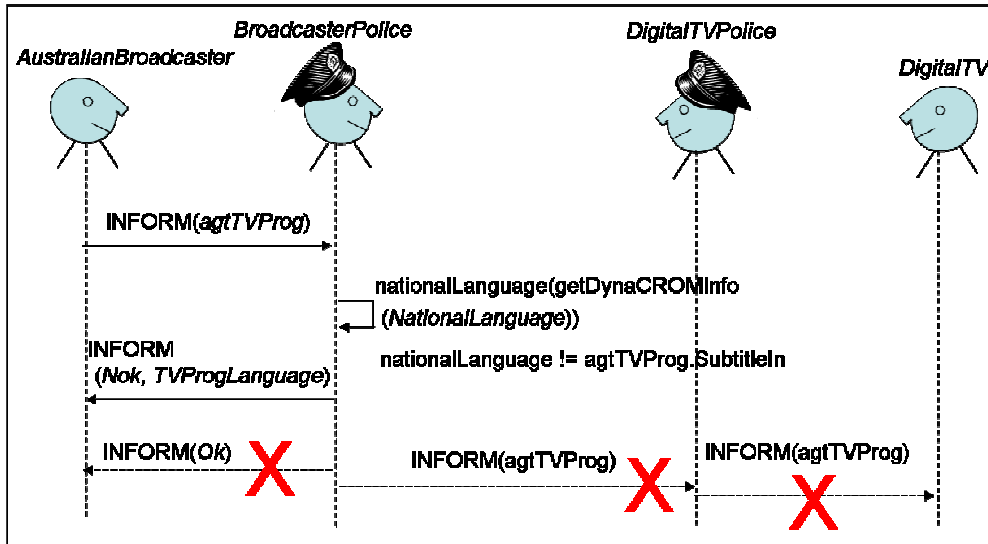 AustralianBroadcaster
BroadcasterPolice
DigitalTVPolice
DigitalTV
INFORM(agtTVProg)
nationalLanguage(getDynaCROMInfo
(NationalLanguage))
nationalLanguage != agtTVProg.SubtitleIn
INFORM
(Nok, TVProgLanguage)
INFORM(Ok)
INFORM(agtTVProg)
INFORM(agtTVProg)